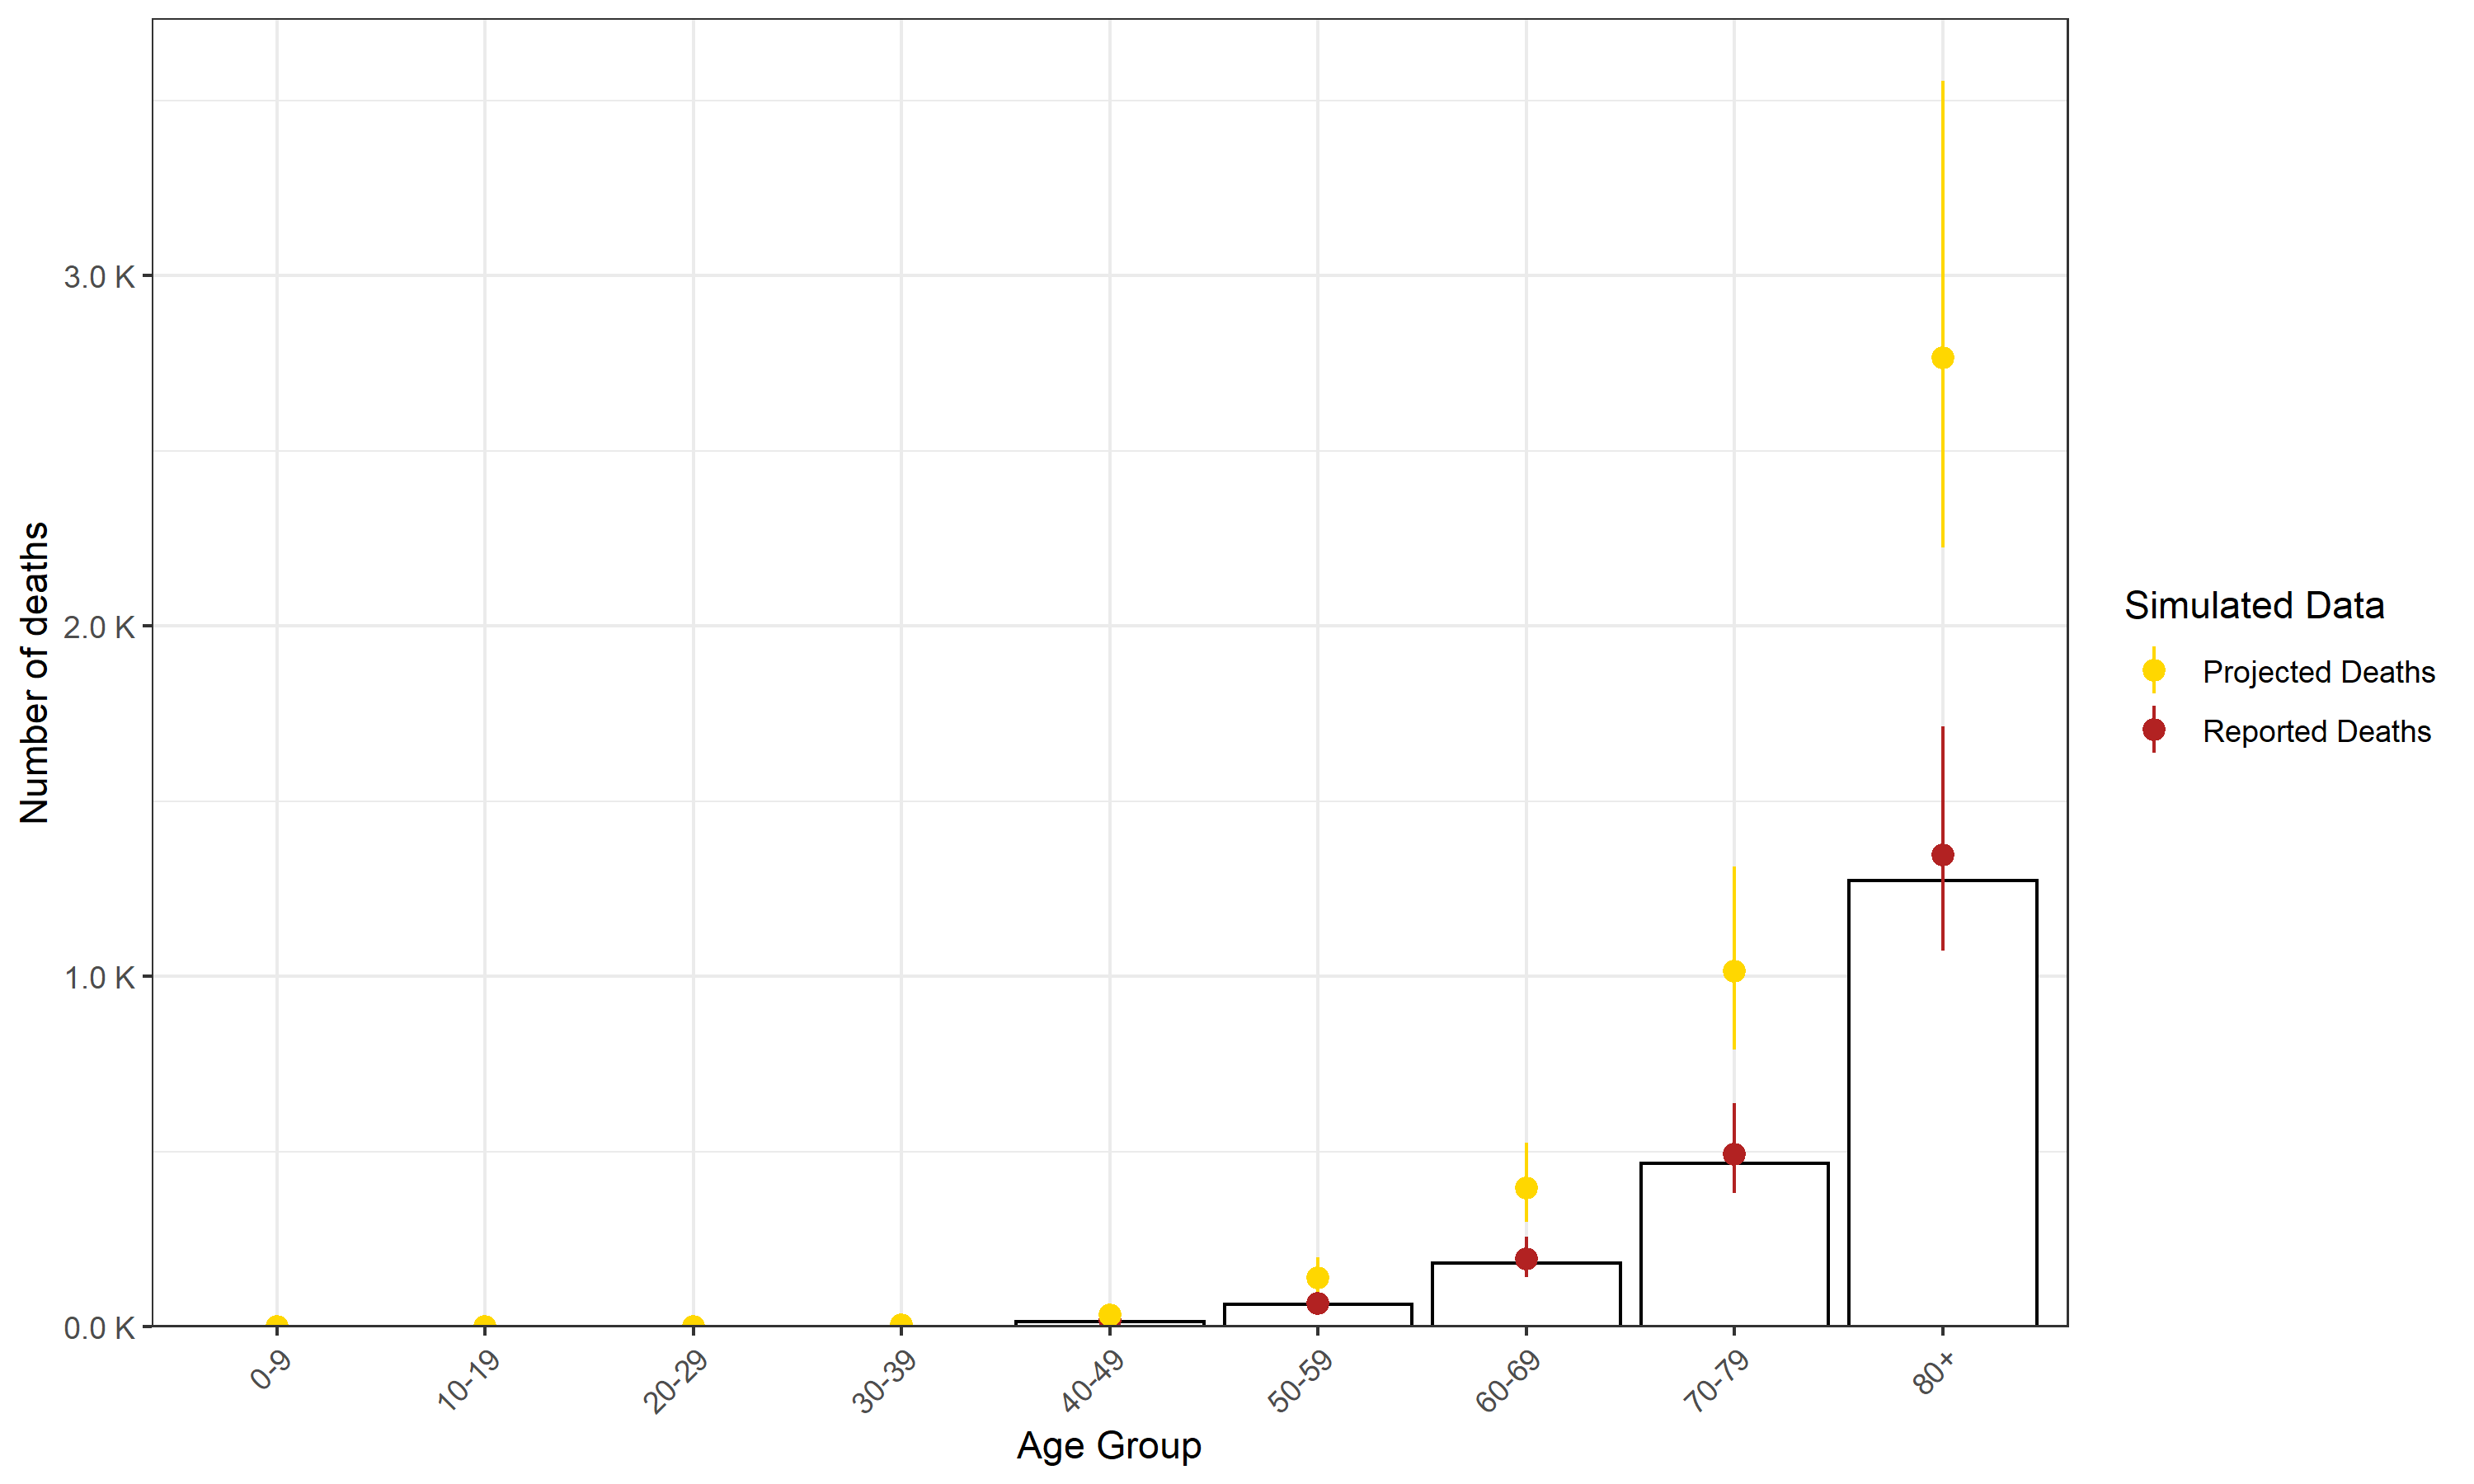 Number of deaths
3.0 K
2.0 K
1.0 K
0.0 K
0-9
10-19
20-29
30-39
40-49
50-59
60-69
70-79
80+
Age Group
Simulated Data
Projected Deaths
Reported Deaths